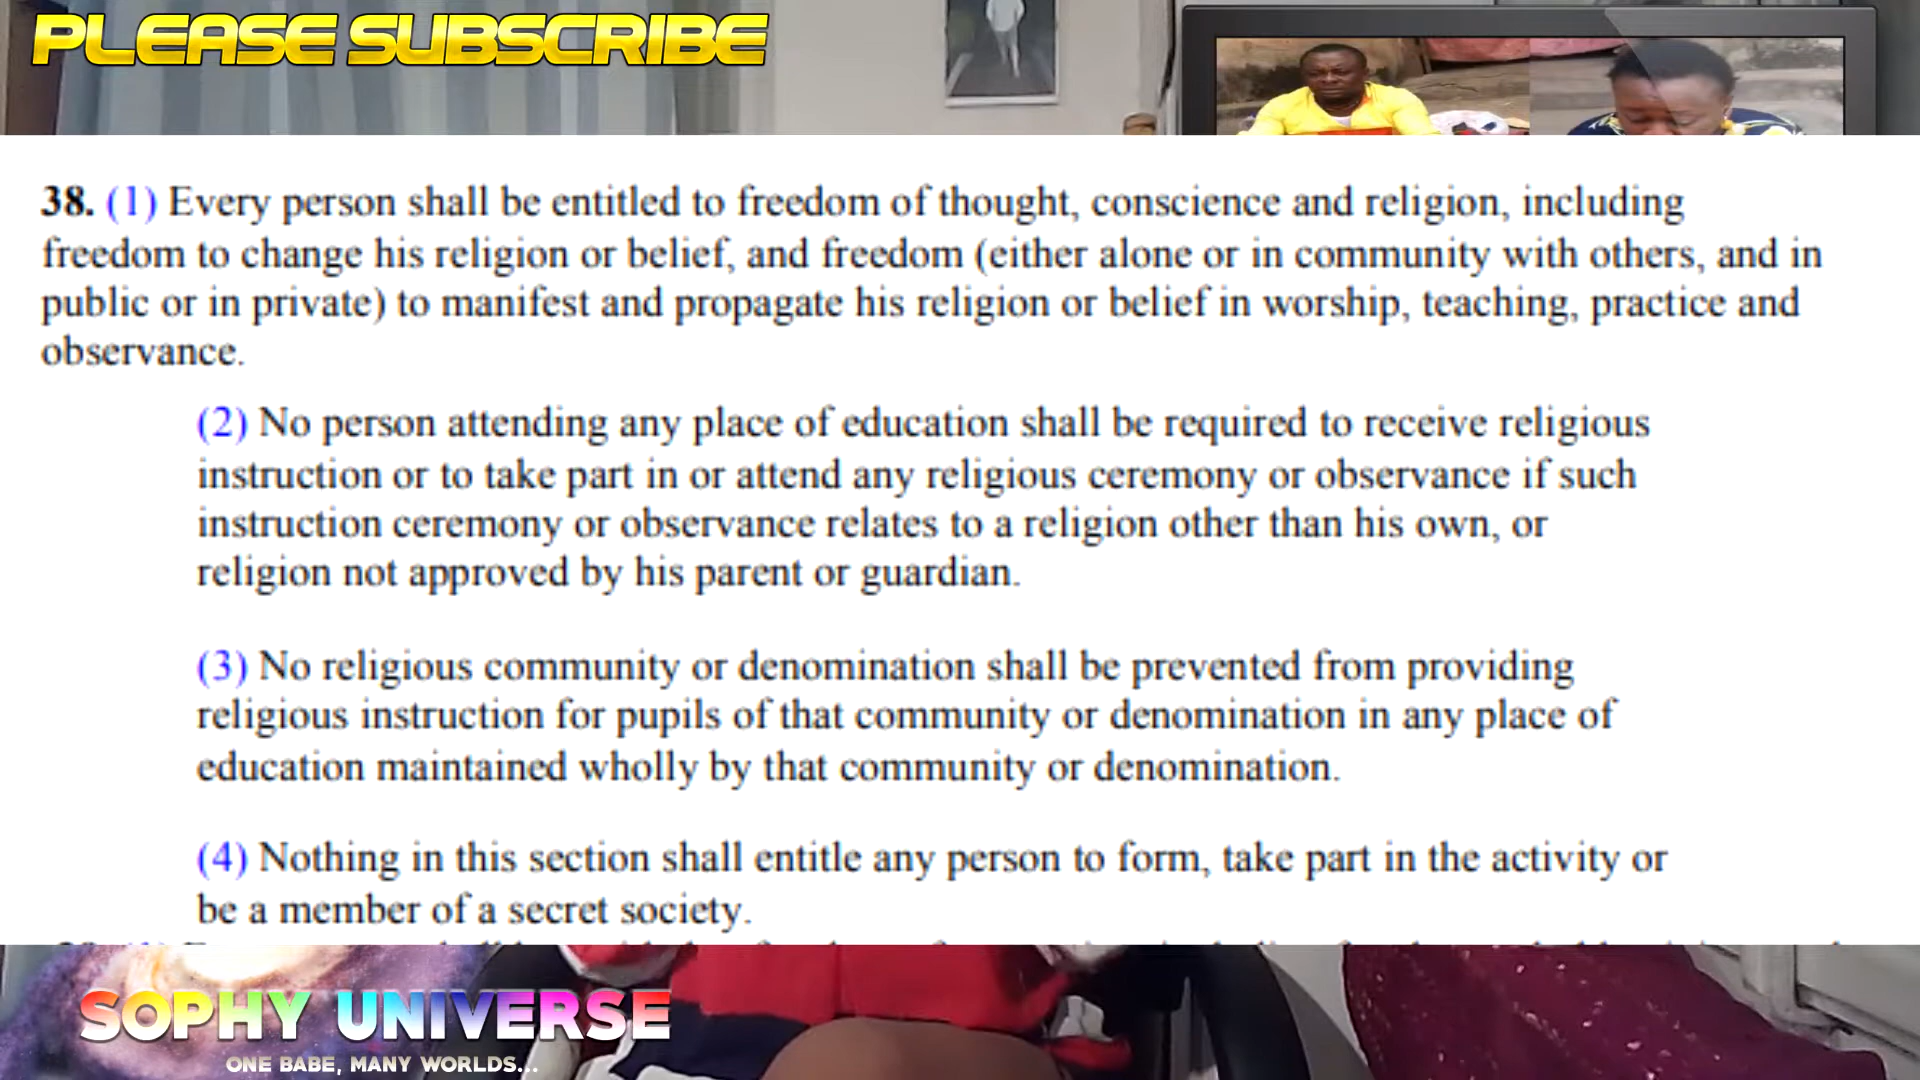 PLEASE SUBSCRIBE
38. (1) Every person shall be entitled to freedom of thought, conscience and religion, including
freedom to change his religion or belief, and freedom (either alone or in community with others, and in
public or in private) to manifest and propagate his religion or belief in worship, teaching, practice and
observance.
(2) No person attending any place of education shall be required to receive religious
instruction or to take part in or attend any religious ceremony or observance if such
instruction ceremony or observance relates to a religion other than his own, or
religion not approved by his parent or guardian.
(3) No religious community or denomination shall be prevented from providing
religious instruction for pupils of that community or denomination in any place of
education maintained wholly by that community or denomination.
(4) Nothing in this section shall entitle any person to form, take part in the activity or
be a member of a secret society.
SOPHY UNIVERSE
ONE BABE, MANY WORLDS...